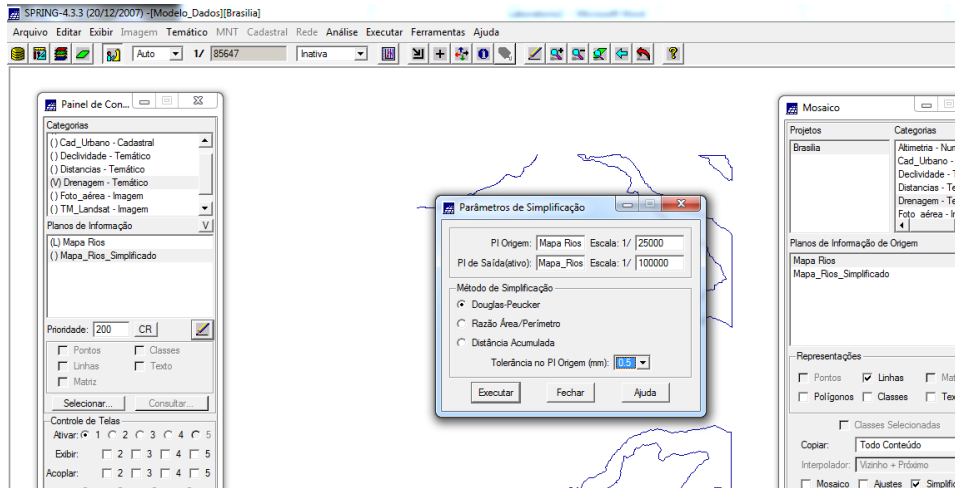 SPRING-4.3.3 (20/12/2007) -[Modelo_Dados][Brasilia]
Arquivo Editar Exibir Imagem Temático MNT Cadastral Rede Análise Executar Ferramentas Ajuda
Auto 1/ 85647 Inativa
Painel de Con...
Categorias
() Cad_Urbano - Cadastral
() Declividade - Temático
() Distancias - Temático
(V) Drenagem - Temático
() Foto_aérea - Imagem
() TM_Landsat - Imagem
Planos de Informação V
(L) Mapa Rios
() Mapa_Rios_Simplificado
Prioridade: 200 CR
Pontos Classes
Linhas Texto
Matriz
Selecionar... Consultar...
Controle de Telas
Ativar: 1 2 3 4 5
Exibir: 2 3 4 5
Acoplar: 2 3 4 5
Parâmetros de Simplificação
PI Origem: Mapa Rios Escala: 1/ 25000
PI de Saída(ativo): Mapa_Rios Escala: 1/ 100000
Método de Simplificação
Douglas-Peucker
Razão Área/Perímetro
Distância Acumulada
Tolerância no PI Origem (mm): 0.5
Executar Fechar Ajuda
Mosaico
Projetos Categorias
Brasilia
Altimetria - Nun
Cad_Urbano -
Declividade - T
Distancias - Te
Drenagem - Te
Foto aérea - Ir
Planos de Informação de Origem
Mapa Rios
Mapa_Rios_Simplificado
Representações
Pontos Linhas Mat
Polígonos Classes Tex
Classes Selecionadas
Copiar: Todo Conteúdo
Interpolador: Vizinho + Próximo
Mosaico Ajustes Simplific